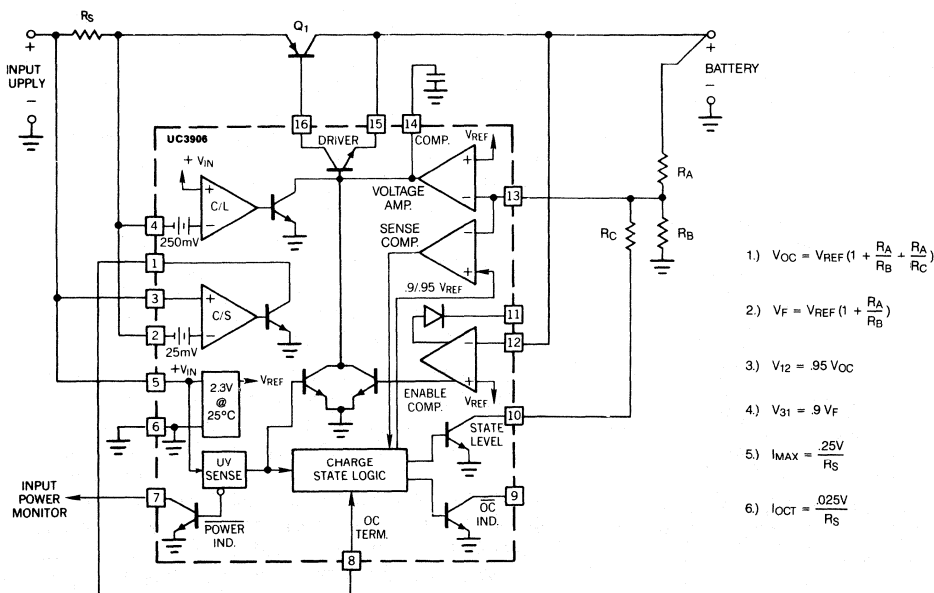 RS
Q1
+
INPUT
UPPLY
−
+
BATTERY
−
16
15
14
UC3906
DRIVER
COMP.
VREF
+ VIN
+
C/L
−
VOLTAGE
AMP.
+
−
13
RA
4
250mV
SENSE
COMP.
−
+
RC
RB
1
.9/.95 VREF
3
+
C/S
−
2
25mV
11
12
−
+
+VIN
5
2.3V
@
25°C
VREF
ENABLE
COMP.
VREF
10
6
STATE
LEVEL
UV
SENSE
CHARGE
STATE LOGIC
INPUT
POWER
MONITOR
7
POWER
IND.
OC
TERM.
OC
IND.
9
8
1.) VOC = VREF (1 + RA/RB + RA/RC)
2.) VF = VREF (1 + RA/RB)
3.) V12 = .95 VOC
4.) V31 = .9 VF
5.) IMAX = .25V/RS
6.) IOCT = .025V/RS